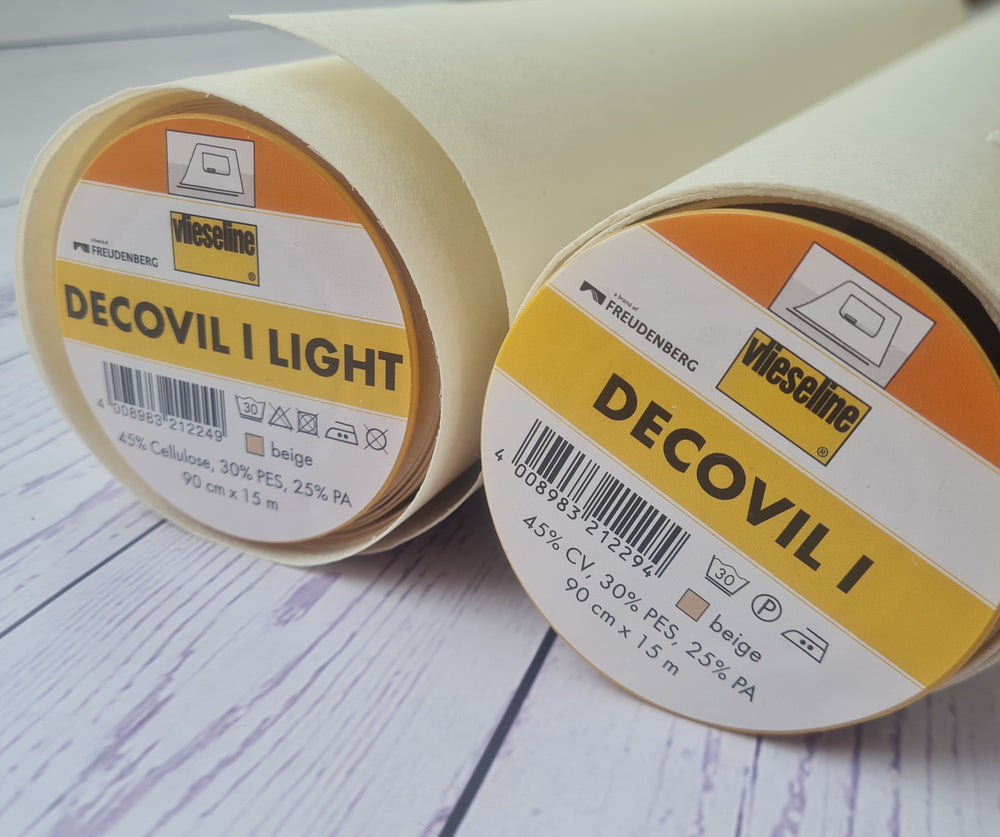 vlieseline
®
a brand of
FREUDENBERG
DECOVIL I LIGHT
4 008983 212249
30
beige
45% Cellulose, 30% PES, 25% PA
90 cm x 15 m
vlieseline
®
a brand of
FREUDENBERG
DECOVIL I
4 008983 212294
30
P
beige
45% CV, 30% PES, 25% PA
90 cm x 15 m